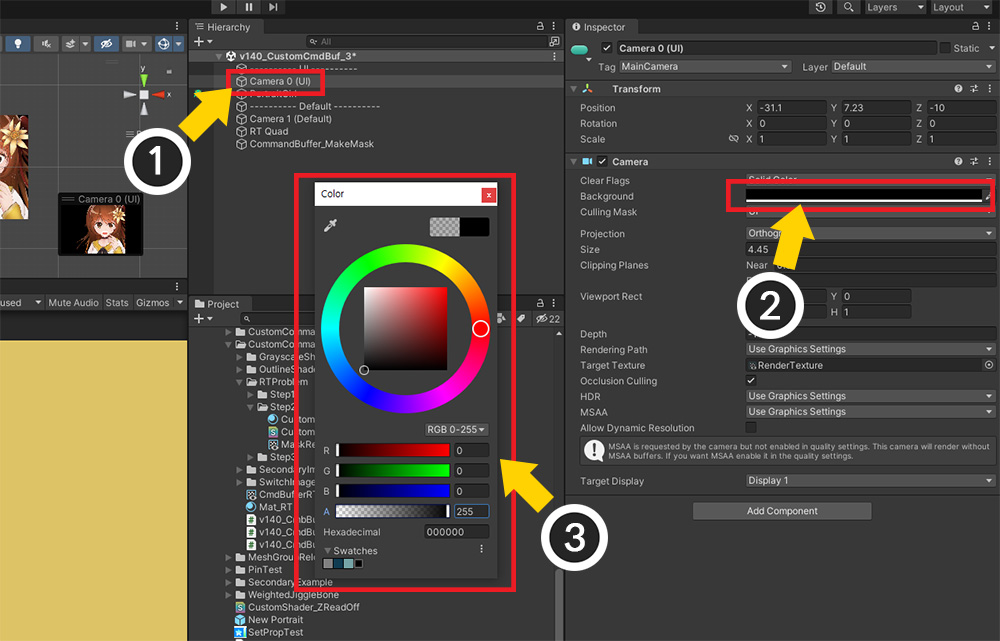 Layers
Layout
Hierarchy
All
v140_CustomCmdBuf_3*
Camera 0 (UI)
---------- Default ----------
Camera 1 (Default)
RT Quad
CommandBuffer_MakeMask
y
x
Camera 0 (UI)
1
used
Mute Audio
Stats
Gizmos
Project
22
GrayscaleSh
OutlineShade
RTProblem
Step1
Step2
Custom
Custom
MaskRe
Step3
SecondaryIn
SwitchImage
CmdBufferRT
Mat_RT
v140_CmbBu
v140_CmdBu
v140_CmdBu
MeshGroupRele
PinTest
SecondaryExample
WeightedJiggleBone
CustomShader_ZReadOff
New Portrait
SetPropTest
Color
x
RGB 0-255
R
0
G
0
B
0
A
255
Hexadecimal
000000
Swatches
3
Inspector
Camera 0 (UI)
Static
Tag
MainCamera
Layer
Default
Transform
Position
X
-31.1
Y
7.23
Z
-10
Rotation
X
0
Y
0
Z
0
Scale
X
1
Y
1
Z
1
Camera
Clear Flags
Solid Color
Background
Culling Mask
UI
Projection
Size
4.45
Clipping Planes
Near
2
Viewport Rect
Y
0
H
1
Depth
Rendering Path
Use Graphics Settings
Target Texture
RenderTexture
Occlusion Culling
HDR
Use Graphics Settings
MSAA
Use Graphics Settings
Allow Dynamic Resolution
MSAA is requested by the camera but not enabled in quality settings. This camera will render without
MSAA buffers. If you want MSAA enable it in the quality settings.
Target Display
Display 1
Add Component